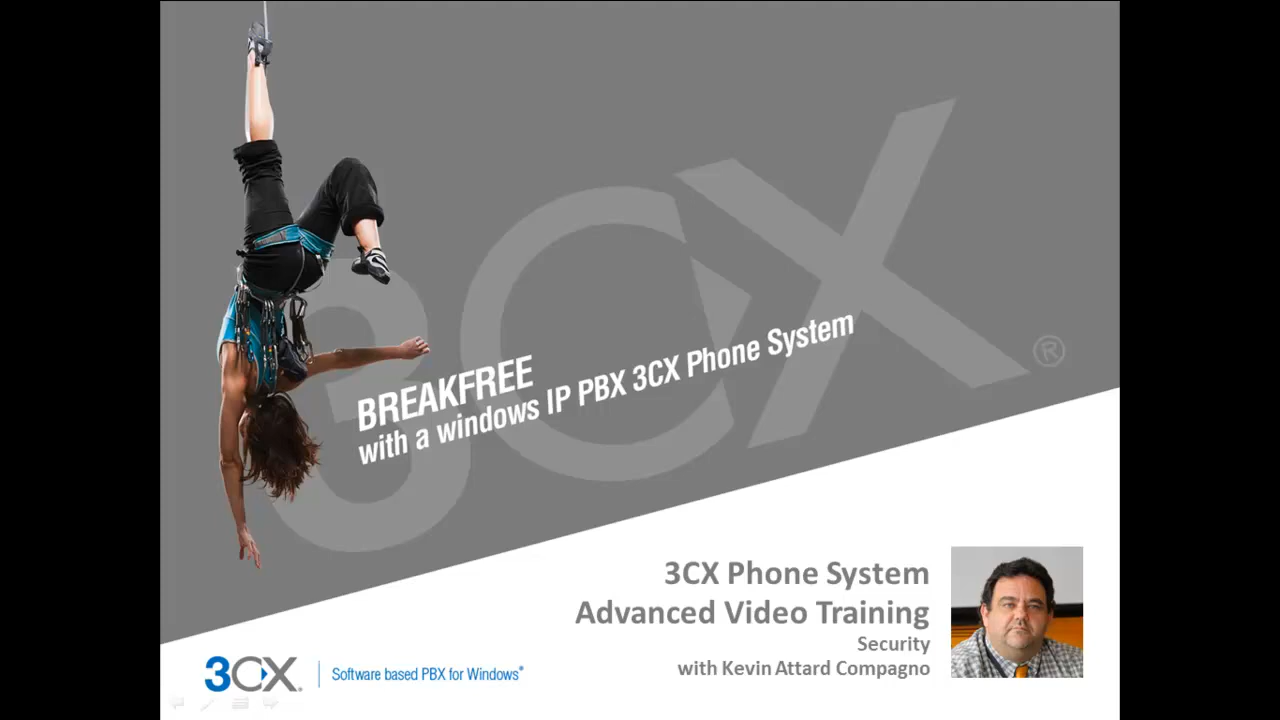 3CX®
BREAKFREE
with a windows IP PBX 3CX Phone System
3CX Phone System
Advanced Video Training
Security
with Kevin Attard Compagno
3CX® Software based PBX for Windows®